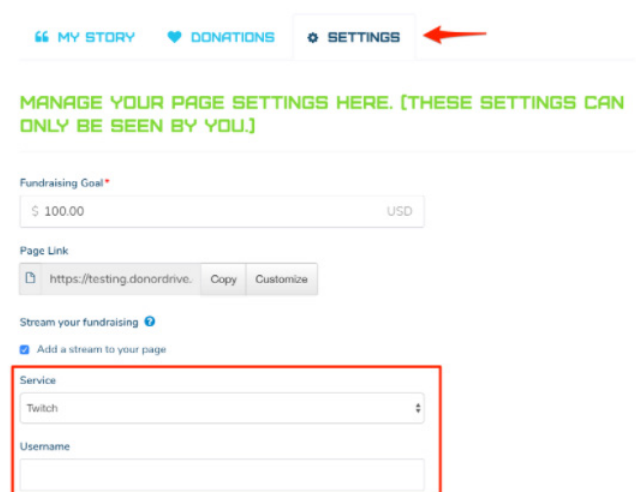 MY STORY DONATIONS SETTINGS
MANAGE YOUR PAGE SETTINGS HERE. (THESE SETTINGS CAN
ONLY BE SEEN BY YOU.)
Fundraising Goal*
$ 100.00 USD
Page Link
https://testing.donordrive. Copy Customize
Stream your fundraising ?
Add a stream to your page
Service
Twitch
Username